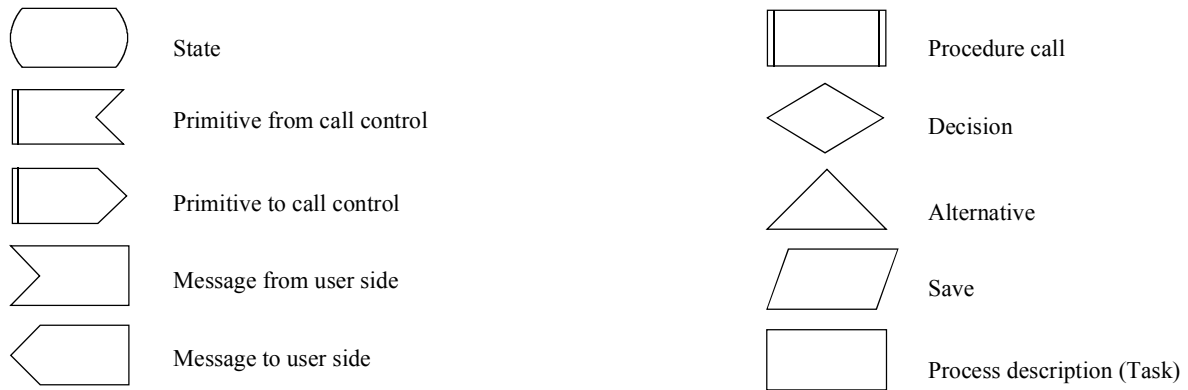 State
Primitive from call control
Primitive to call control
Message from user side
Message to user side
Procedure call
Decision
Alternative
Save
Process description (Task)